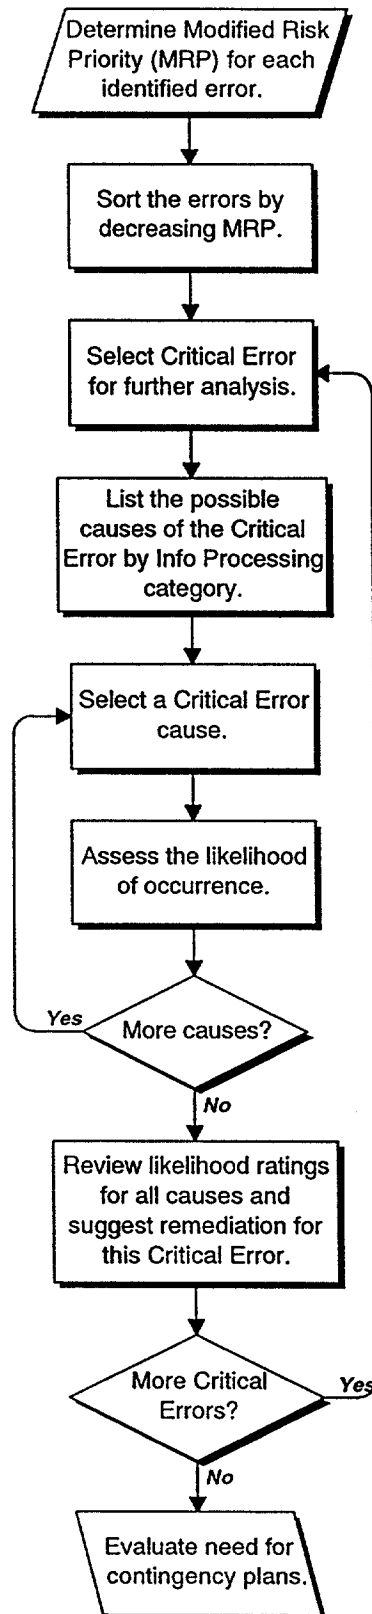 Determine Modified Risk
Priority (MRP) for each
identified error.
Sort the errors by
decreasing MRP.
Select Critical Error
for further analysis.
List the possible
causes of the Critical
Error by Info Processing
category.
Select a Critical Error
cause.
Assess the likelihood
of occurrence.
Yes
More causes?
No
Review likelihood ratings
for all causes and
suggest remediation for
this Critical Error.
More Critical
Errors?
Yes
No
Evaluate need for
contingency plans.